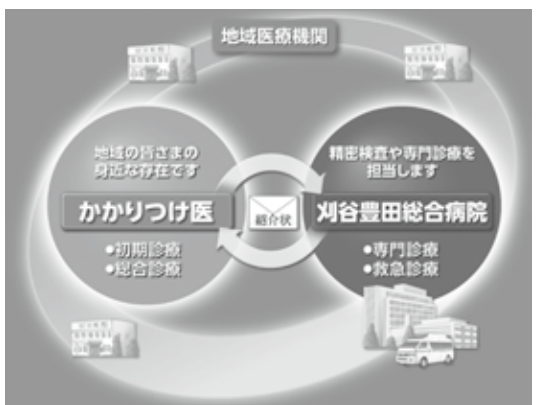 地域医療機関
地域の皆さまの
身近な存在です
かかりつけ医
●初期診療
●総合診療
紹介状
精密検査や専門診療を
担当します
刈谷豊田総合病院
●専門診療
●救急診療